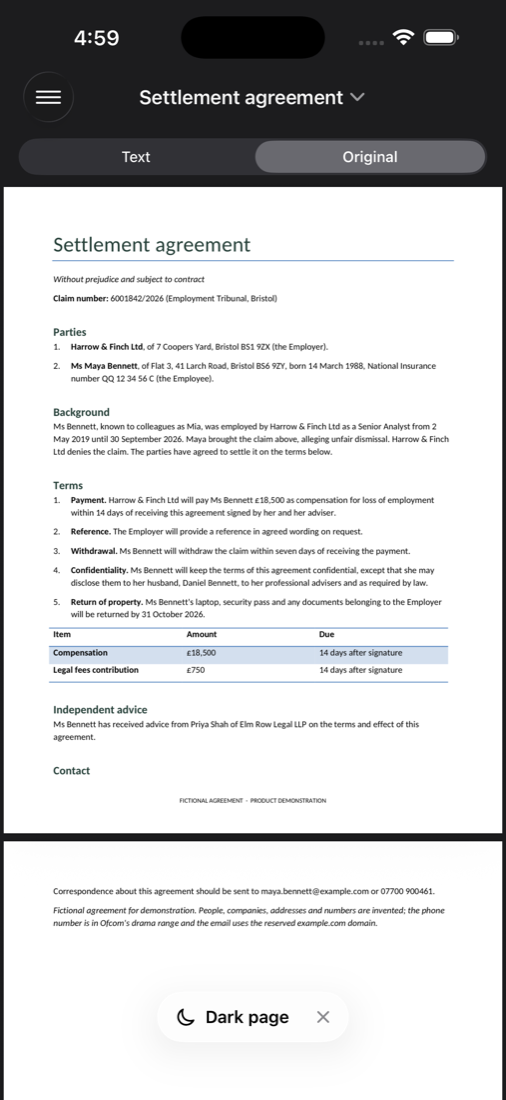 4:59
Settlement agreement
Text
Original
Settlement agreement
Without prejudice and subject to contract
Claim number: 6001842/2026 (Employment Tribunal, Bristol)
Parties
1. Harrow & Finch Ltd, of 7 Coopers Yard, Bristol BS1 9ZX (the Employer).
2. Ms Maya Bennett, of Flat 3, 41 Larch Road, Bristol BS6 9ZY, born 14 March 1988, National Insurance
number QQ 12 34 56 C (the Employee).
Background
Ms Bennett, known to colleagues as Mia, was employed by Harrow & Finch Ltd as a Senior Analyst from 2
May 2019 until 30 September 2026. Maya brought the claim above, alleging unfair dismissal. Harrow & Finch
Ltd denies the claim. The parties have agreed to settle it on the terms below.
Terms
1. Payment. Harrow & Finch Ltd will pay Ms Bennett £18,500 as compensation for loss of employment
within 14 days of receiving this agreement signed by her and her adviser.
2. Reference. The Employer will provide a reference in agreed wording on request.
3. Withdrawal. Ms Bennett will withdraw the claim within seven days of receiving the payment.
4. Confidentiality. Ms Bennett will keep the terms of this agreement confidential, except that she may
disclose them to her husband, Daniel Bennett, to her professional advisers and as required by law.
5. Return of property. Ms Bennett's laptop, security pass and any documents belonging to the Employer
will be returned by 31 October 2026.
Item Amount Due
Compensation £18,500 14 days after signature
Legal fees contribution £750 14 days after signature
Independent advice
Ms Bennett has received advice from Priya Shah of Elm Row Legal LLP on the terms and effect of this
agreement.
Contact
FICTIONAL AGREEMENT · PRODUCT DEMONSTRATION
Correspondence about this agreement should be sent to maya.bennett@example.com or 07700 900461.
Fictional agreement for demonstration. People, companies, addresses and numbers are invented; the phone
number is in Ofcom's drama range and the email uses the reserved example.com domain.
Dark page